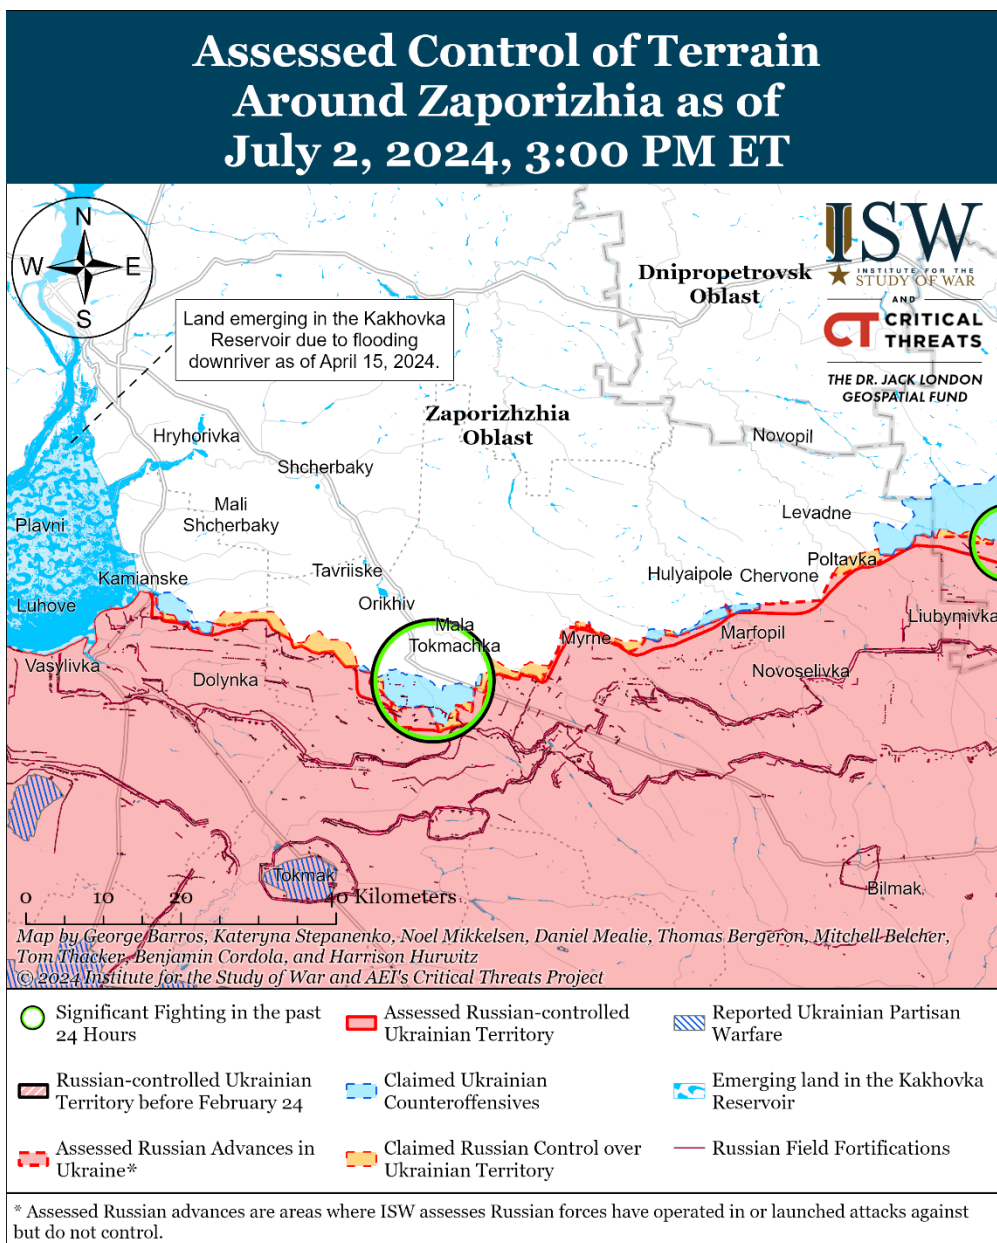 Assessed Control of Terrain
Around Zaporizhia as of
July 2, 2024, 3:00 PM ET
N
W
E
S
ISW
INSTITUTE FOR THE
STUDY OF WAR
AND
CT CRITICAL
THREATS
THE DR. JACK LONDON
GEOSPATIAL FUND
Dnipropetrovsk
Oblast
Land emerging in the Kakhovka
Reservoir due to flooding
downriver as of April 15, 2024.
Zaporizhzhia
Oblast
Hryhorivka
Novopil
Shcherbaky
Mali
Shcherbaky
Levadne
Plavni
Poltavka
Tavriiske
Hulyaipole
Chervone
Kamianske
Orikhiv
Luhove
Liubymivka
Mala
Tokmachka
Myrne
Marfopil
Vasylivka
Dolynka
Novoselivka
Tokmak
Bilmak
0
20
40 Kilometers
Map by George Barros, Kateryna Stepanenko, Noel Mikkelsen, Daniel Mealie, Thomas Bergeron, Mitchell Belcher,
Tom Thacker, Benjamin Cordola, and Harrison Hurwitz
© 2024 Institute for the Study of War and AEI's Critical Threats Project
Significant Fighting in the past
24 Hours
Assessed Russian-controlled
Ukrainian Territory
Reported Ukrainian Partisan
Warfare
Russian-controlled Ukrainian
Territory before February 24
Claimed Ukrainian
Counteroffensives
Emerging land in the Kakhovka
Reservoir
Assessed Russian Advances in
Ukraine*
Claimed Russian Control over
Ukrainian Territory
Russian Field Fortifications
* Assessed Russian advances are areas where ISW assesses Russian forces have operated in or launched attacks against
but do not control.